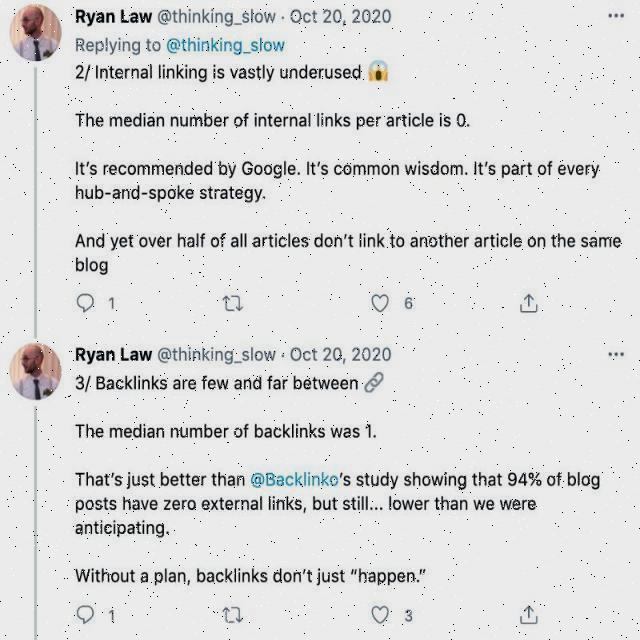 Ryan Law @thinking_slow · Oct 20, 2020
Replying to @thinking_slow
2/ Internal linking is vastly underused 😱
The median number of internal links per article is 0.
It's recommended by Google. It's common wisdom. It's part of every
hub-and-spoke strategy.
And yet over half of all articles don't link to another article on the same
blog
1 6
Ryan Law @thinking_slow · Oct 20, 2020
3/ Backlinks are few and far between 🔗
The median number of backlinks was 1.
That's just better than @Backlinko's study showing that 94% of blog
posts have zero external links, but still... lower than we were
anticipating.
Without a plan, backlinks don't just "happen."
1 3